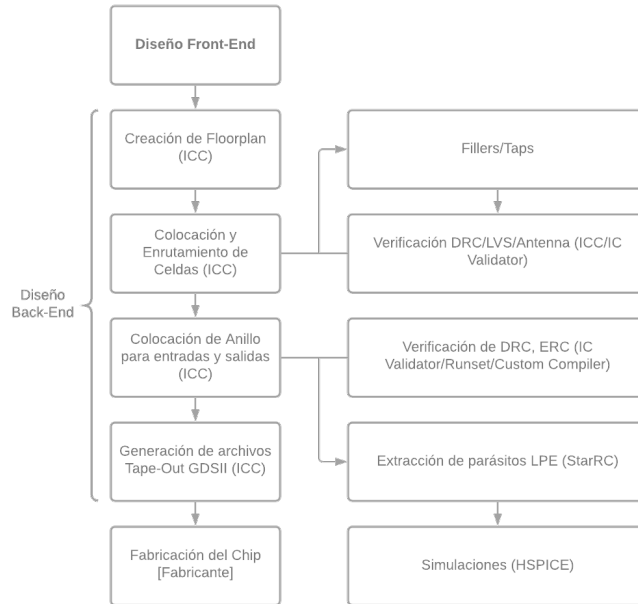 Diseño Front-End
Creación de Floorplan
(ICC)
Fillers/Taps
Colocación y
Enrutamiento de
Celdas (ICC)
Verificación DRC/LVS/Antenna (ICC/IC
Validator)
Diseño
Back-End
Colocación de Anillo
para entradas y salidas
(ICC)
Verificación de DRC, ERC (IC
Validator/Runset/Custom Compiler)
Generación de archivos
Tape-Out GDSII (ICC)
Extracción de parásitos LPE (StarRC)
Fabricación del Chip
[Fabricante]
Simulaciones (HSPICE)